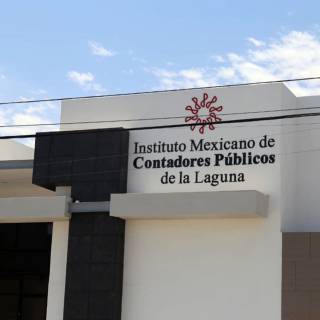 Instituto Mexicano de
Contadores Públicos
de la Laguna